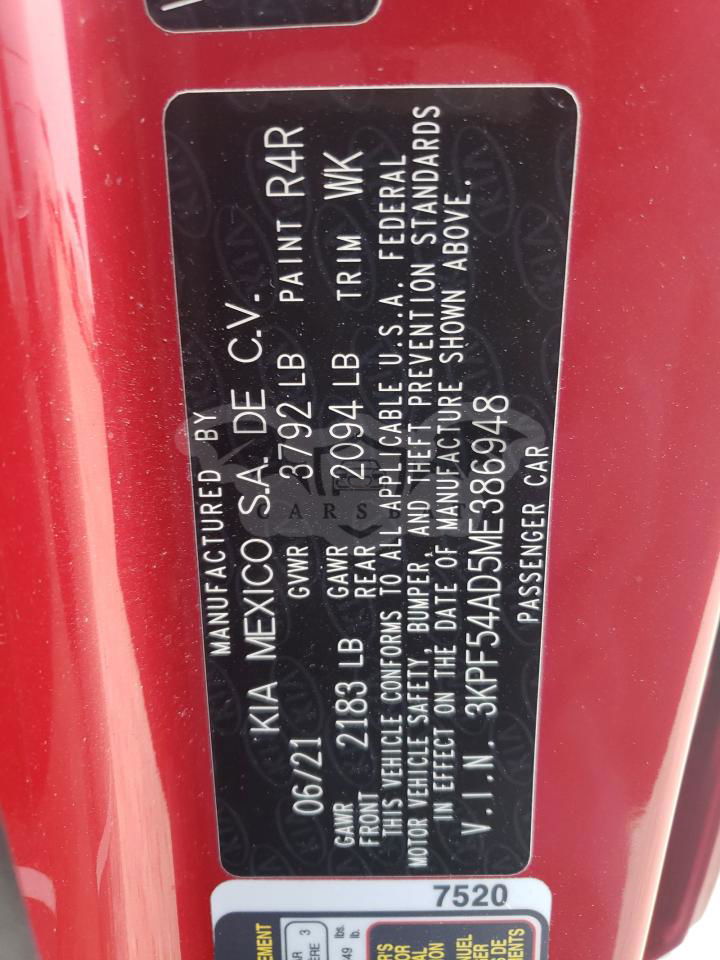 MANUFACTURED BY
KIA MEXICO S.A. DE C.V.
06/21 GVWR 3792 LB PAINT R4R
GAWR FRONT 2183 LB GAWR REAR 2094 LB TRIM WK
THIS VEHICLE CONFORMS TO ALL APPLICABLE U.S.A. FEDERAL
MOTOR VEHICLE SAFETY, BUMPER, AND THEFT PREVENTION STANDARDS
IN EFFECT ON THE DATE OF MANUFACTURE SHOWN ABOVE.
V.I.N. 3KPF54AD5ME386948
PASSENGER CAR
7520